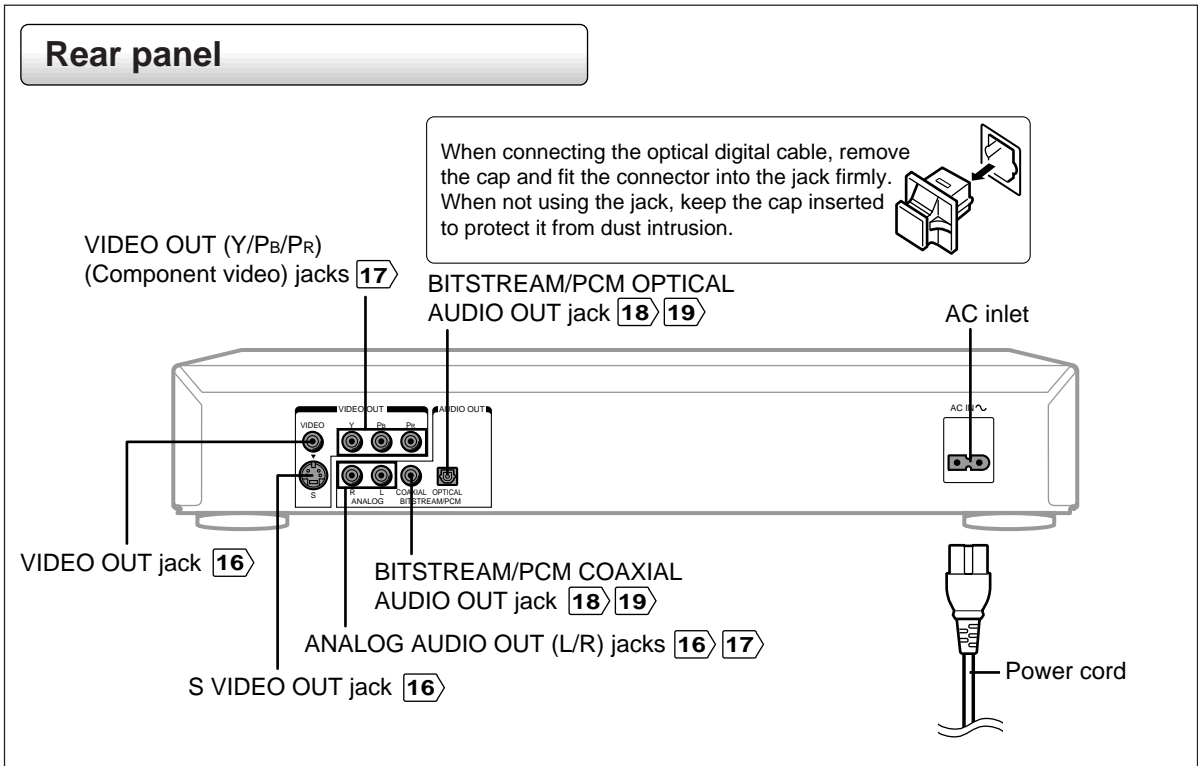 Rear panel
When connecting the optical digital cable, remove
the cap and fit the connector into the jack firmly.
When not using the jack, keep the cap inserted
to protect it from dust intrusion.
VIDEO OUT (Y/PB/PR)
(Component video) jacks 17
BITSTREAM/PCM OPTICAL
AUDIO OUT jack 18 19
AC inlet
VIDEO OUT
AUDIO OUT
VIDEO
Y
PB
PR
S
R
L
ANALOG
COAXIAL
OPTICAL
BITSTREAM/PCM
AC IN
VIDEO OUT jack 16
BITSTREAM/PCM COAXIAL
AUDIO OUT jack 18 19
ANALOG AUDIO OUT (L/R) jacks 16 17
S VIDEO OUT jack 16
Power cord